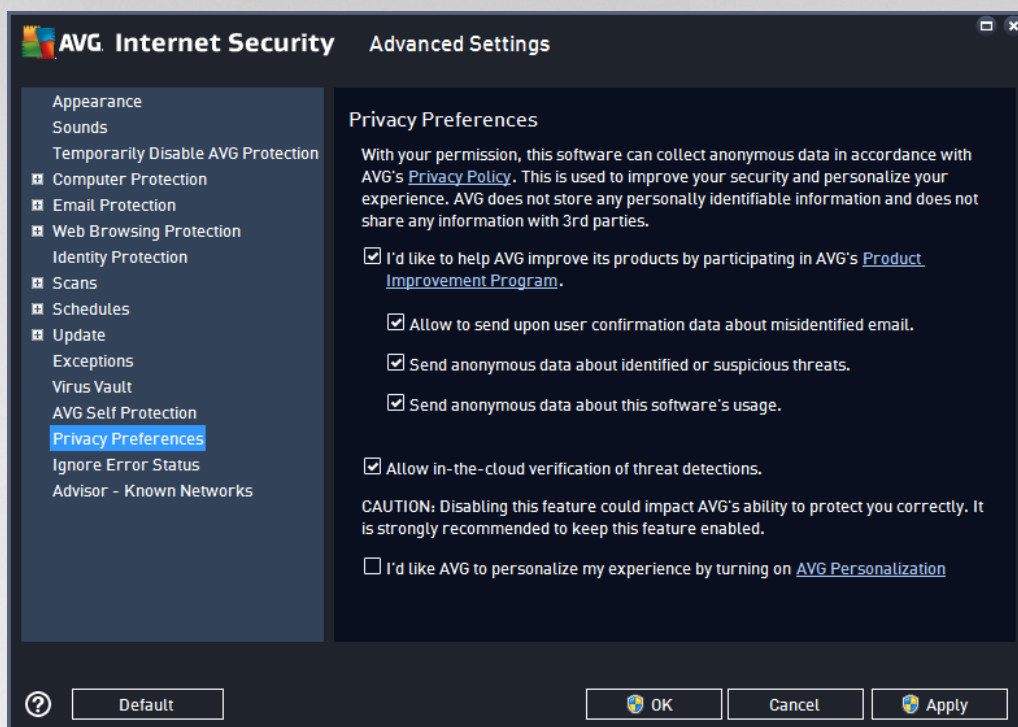 AVG. Internet Security Advanced Settings
Appearance
Sounds
Temporarily Disable AVG Protection
Computer Protection
Email Protection
Web Browsing Protection
Identity Protection
Scans
Schedules
Update
Exceptions
Virus Vault
AVG Self Protection
Privacy Preferences
Ignore Error Status
Advisor - Known Networks
Privacy Preferences
With your permission, this software can collect anonymous data in accordance with
AVG's Privacy Policy. This is used to improve your security and personalize your
experience. AVG does not store any personally identifiable information and does not
share any information with 3rd parties.
I'd like to help AVG improve its products by participating in AVG's Product
Improvement Program.
Allow to send upon user confirmation data about misidentified email.
Send anonymous data about identified or suspicious threats.
Send anonymous data about this software's usage.
Allow in-the-cloud verification of threat detections.
CAUTION: Disabling this feature could impact AVG's ability to protect you correctly. It
is strongly recommended to keep this feature enabled.
I'd like AVG to personalize my experience by turning on AVG Personalization
? Default OK Cancel Apply